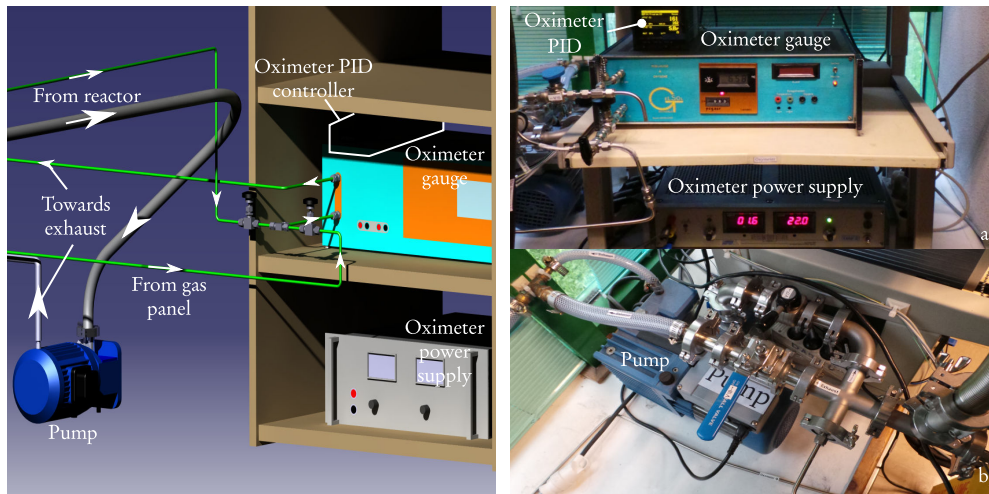 Oximeter PID
controller
From reactor
Oximeter
gauge
Towards
exhaust
From gas
panel
Oximeter
power
supply
Pump
Oximeter
PID
Oximeter gauge
Oximeter power supply
01.6
22.0
a
Pump
Pump
b